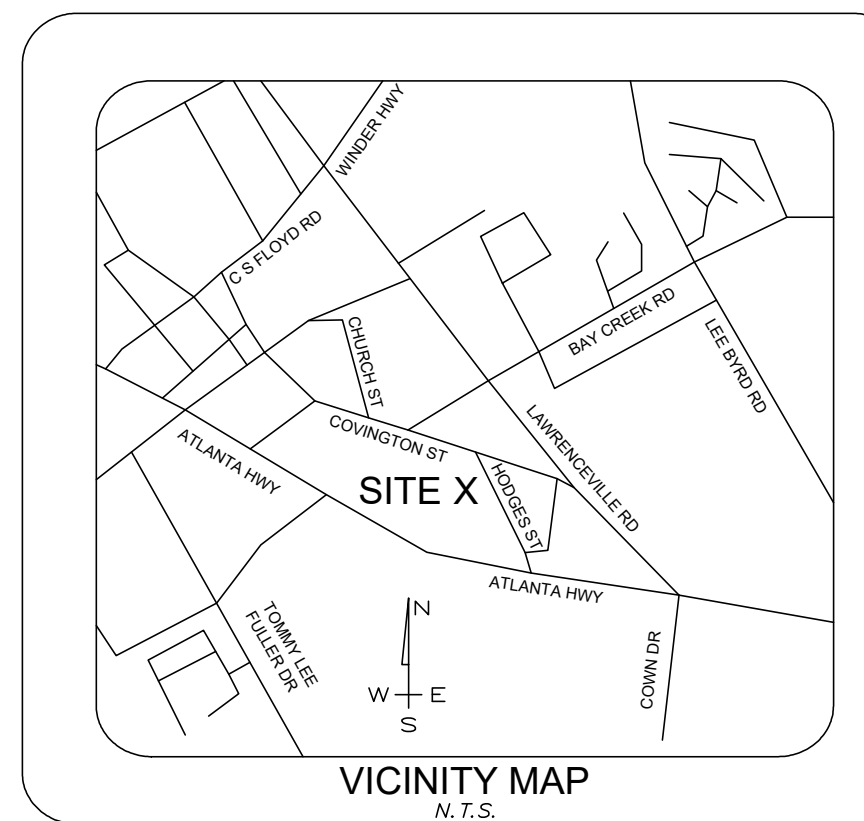 WINDER HWY
C S FLOYD RD
CHURCH ST
BAY CREEK RD
LEE BYRD RD
COVINGTON ST
LAWRENCEVILLE RD
ATLANTA HWY
SITE X
HODGES ST
ATLANTA HWY
TOMMY LEE
FULLER DR
COWN DR
N
W E
S
VICINITY MAP
N.T.S.